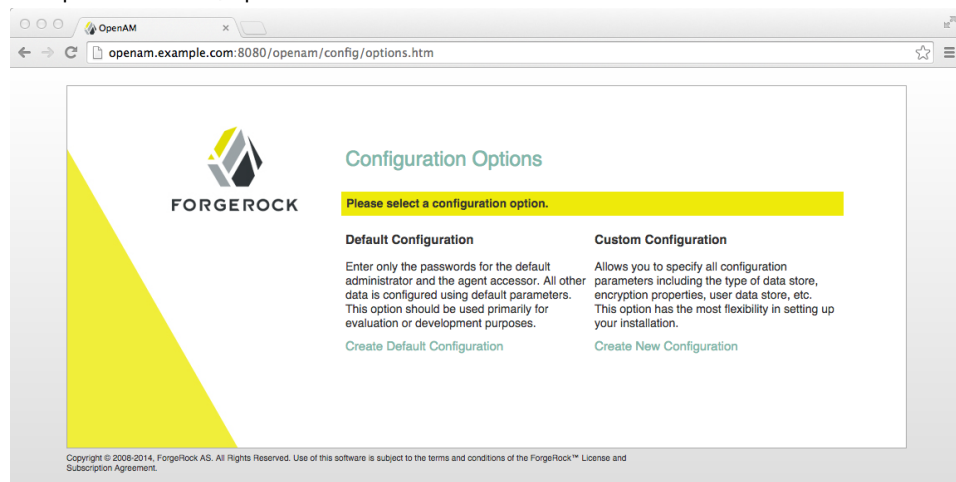 OpenAM
openam.example.com:8080/openam/config/options.htm
FORGEROCK
Configuration Options
Please select a configuration option.
Default Configuration
Enter only the passwords for the default
administrator and the agent accessor. All other
data is configured using default parameters.
This option should be used primarily for
evaluation or development purposes.
Create Default Configuration
Custom Configuration
Allows you to specify all configuration
parameters including the type of data store,
encryption properties, user data store, etc.
This option has the most flexibility in setting up
your installation.
Create New Configuration
Copyright © 2008-2014, ForgeRock AS. All Rights Reserved. Use of this software is subject to the terms and conditions of the ForgeRock™ License and
Subscription Agreement.